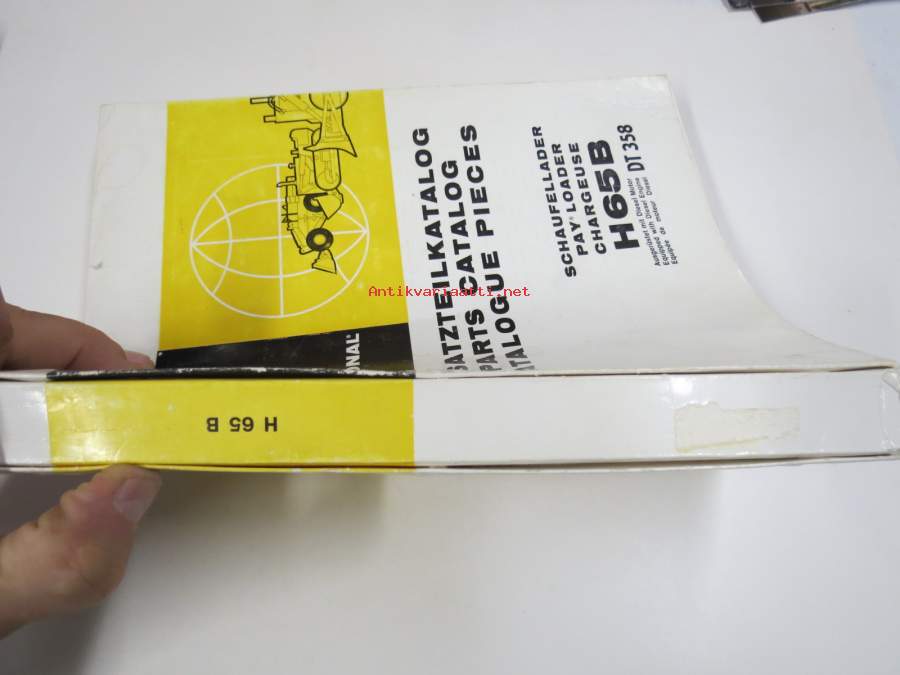 ONAL
SATZTEILKATALOG
PARTS CATALOG
ATALOGUE PIECES
SCHAUFELLADER
PAY® LOADER
CHARGEUSE
H65B
Ausgerüstet mit Diesel Motor
Equipped with Diesel Engine DT 358
Equipée de moteur Diesel
H 65 B
Antikvariaatti.net